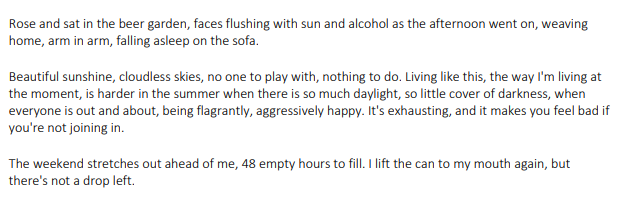 Rose and sat in the beer garden, faces flushing with sun and alcohol as the afternoon went on, weaving
home, arm in arm, falling asleep on the sofa.
Beautiful sunshine, cloudless skies, no one to play with, nothing to do. Living like this, the way I'm living at
the moment, is harder in the summer when there is so much daylight, so little cover of darkness, when
everyone is out and about, being flagrantly, aggressively happy. It's exhausting, and it makes you feel bad if
you're not joining in.
The weekend stretches out ahead of me, 48 empty hours to fill. I lift the can to my mouth again, but
there's not a drop left.